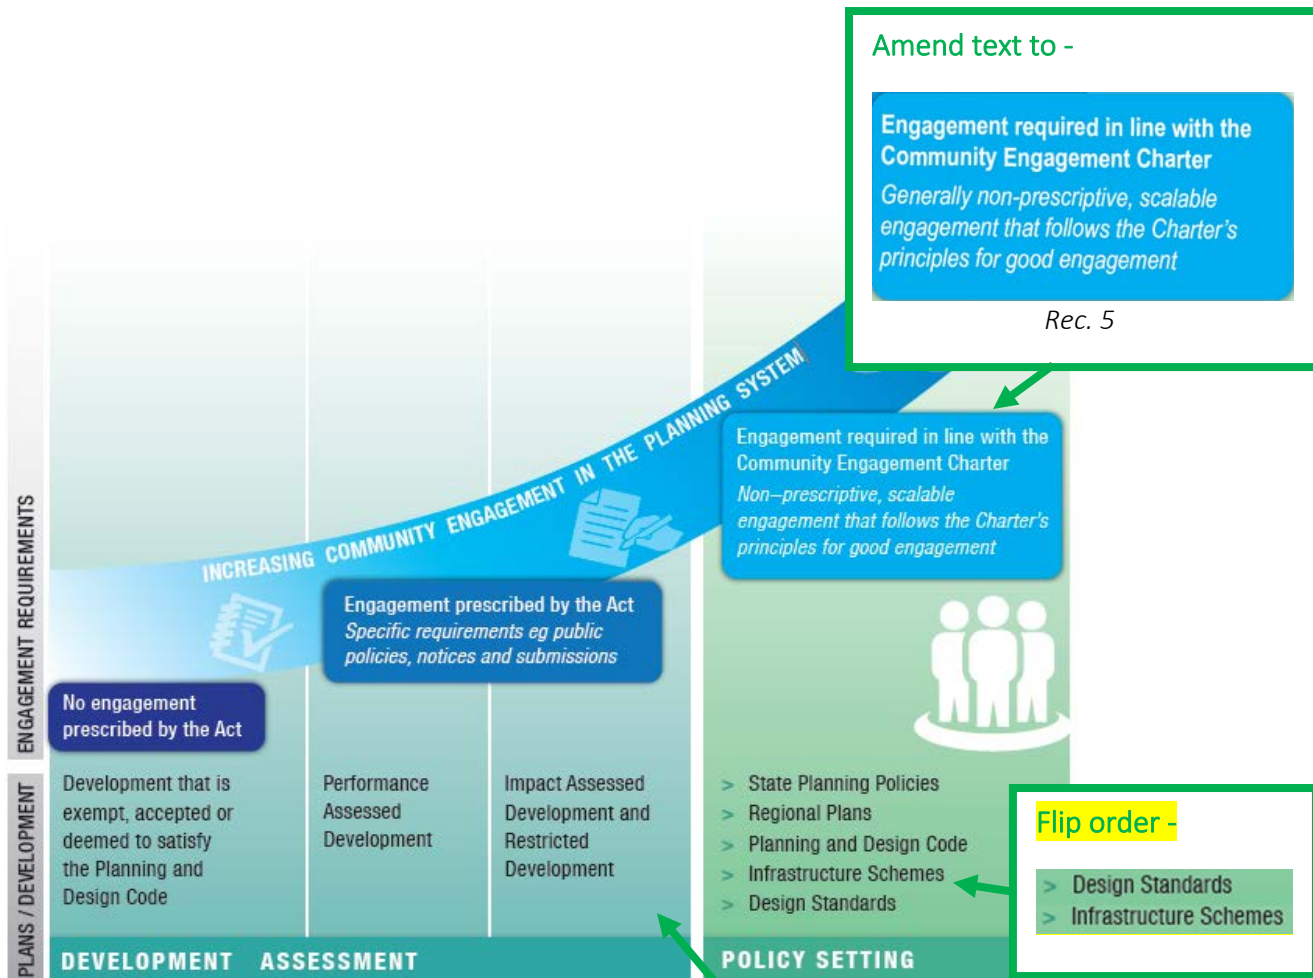 Amend text to -
Engagement required in line with the
Community Engagement Charter
Generally non-prescriptive, scalable
engagement that follows the Charter’s
principles for good engagement
Rec. 5
ENGAGEMENT REQUIREMENTS
INCREASING COMMUNITY ENGAGEMENT IN THE PLANNING SYSTEM
Engagement required in line with the
Community Engagement Charter
Non–prescriptive, scalable
engagement that follows the Charter’s
principles for good engagement
Engagement prescribed by the Act
Specific requirements eg public
policies, notices and submissions
No engagement
prescribed by the Act
PLANS / DEVELOPMENT
Development that is
exempt, accepted or
deemed to satisfy
the Planning and
Design Code
Performance
Assessed
Development
Impact Assessed
Development and
Restricted
Development
> State Planning Policies
> Regional Plans
> Planning and Design Code
> Infrastructure Schemes
> Design Standards
Flip order -
> Design Standards
> Infrastructure Schemes
DEVELOPMENT ASSESSMENT
POLICY SETTING